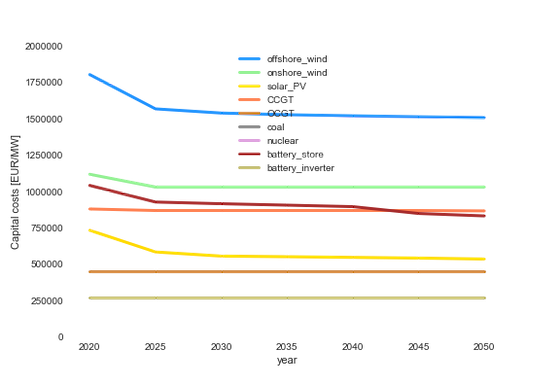 2000000
1750000
1500000
1250000
1000000
750000
500000
250000
0
Capital costs [EUR/MW]
offshore_wind
onshore_wind
solar_PV
CCGT
OCGT
coal
nuclear
battery_store
battery_inverter
2020 2025 2030 2035 2040 2045 2050
year